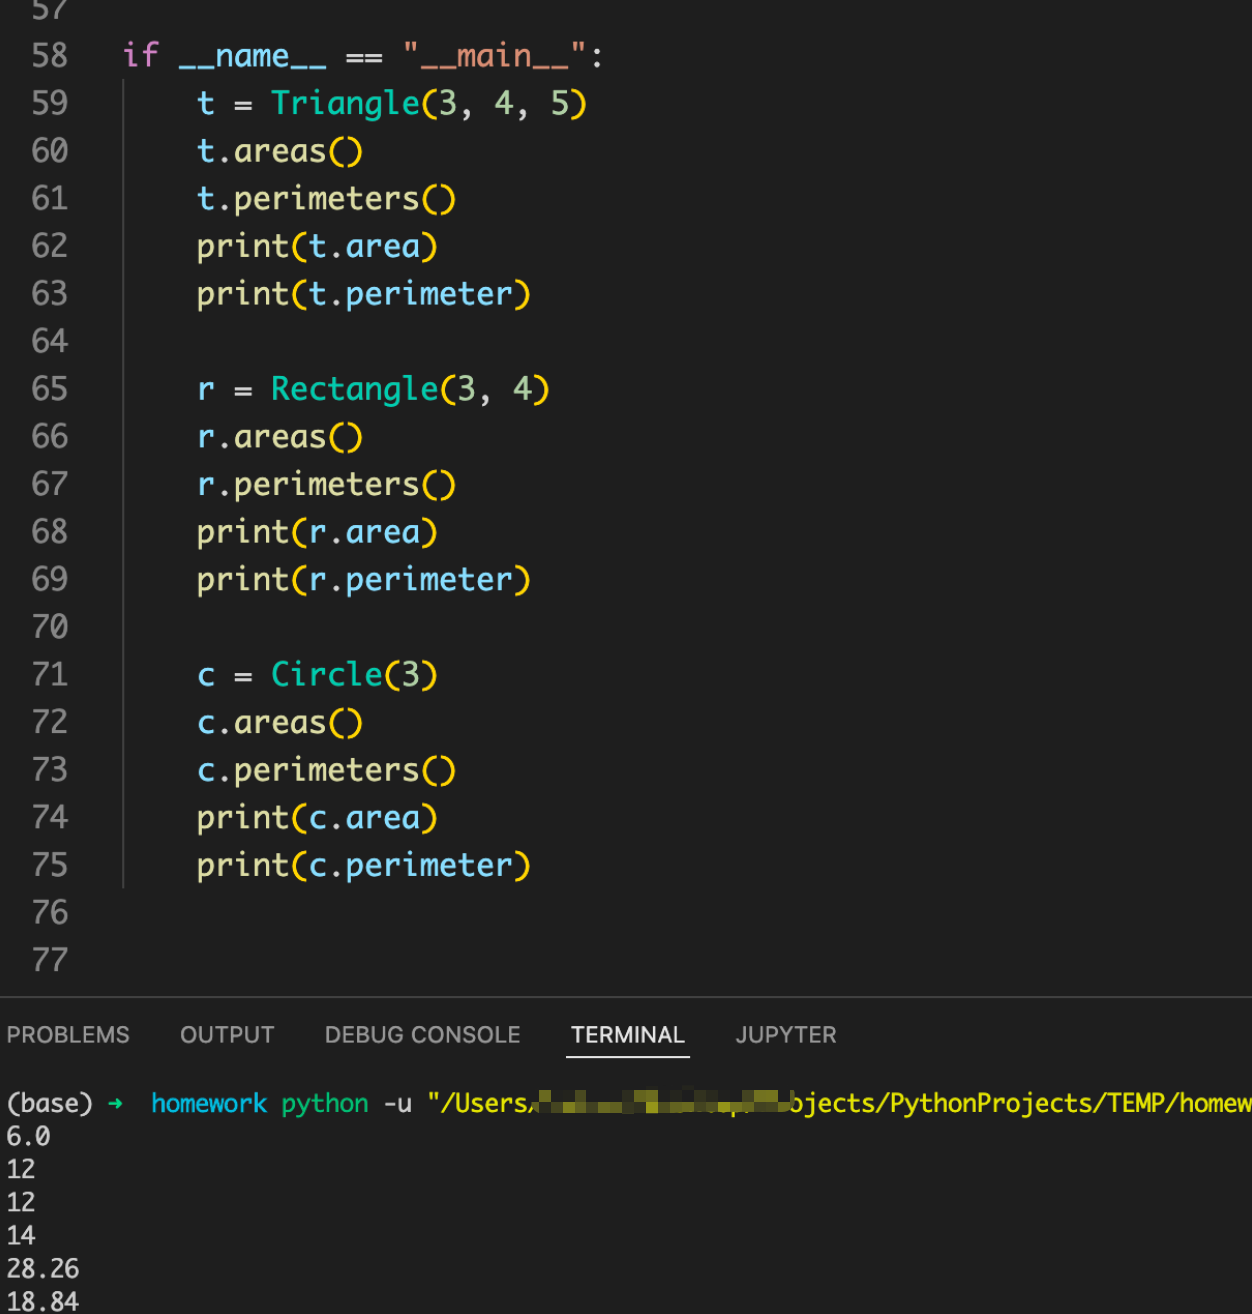 57
58 if __name__ == "__main__":
59 t = Triangle(3, 4, 5)
60 t.areas()
61 t.perimeters()
62 print(t.area)
63 print(t.perimeter)
64
65 r = Rectangle(3, 4)
66 r.areas()
67 r.perimeters()
68 print(r.area)
69 print(r.perimeter)
70
71 c = Circle(3)
72 c.areas()
73 c.perimeters()
74 print(c.area)
75 print(c.perimeter)
76
77
PROBLEMS OUTPUT DEBUG CONSOLE TERMINAL JUPYTER
(base) ➜ homework python -u "/Users/ojects/PythonProjects/TEMP/homew
6.0
12
12
14
28.26
18.84